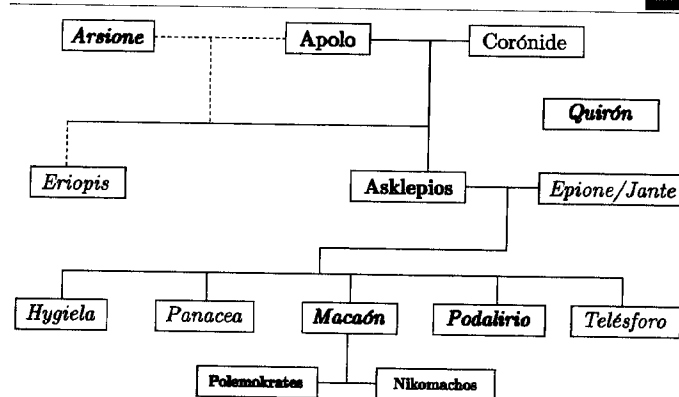 Arsione
Apolo
Corónide
Quirón
Eriopis
Asklepios
Epione/Jante
Hygiela
Panacea
Macaón
Podalirio
Telésforo
Polemokrates
Nikomachos